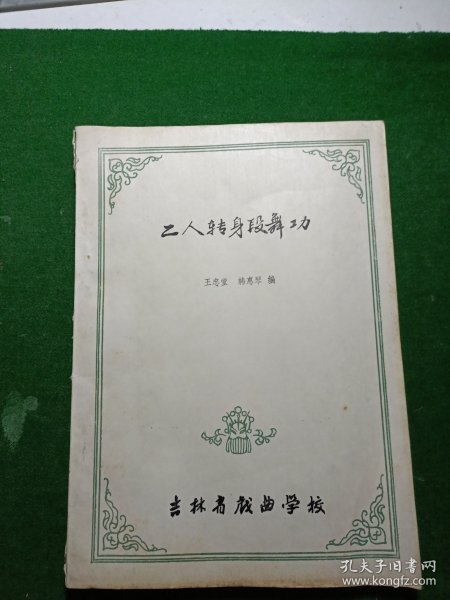 二人转身段舞功
王忠堂 韩惠琴 编
吉林省戏曲学校
孔夫子旧书网
www.kongfz.com